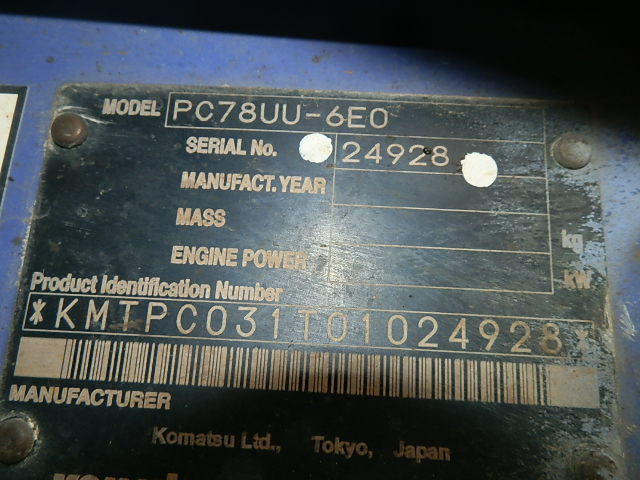 MODEL PC78UU-6E0
SERIAL No. 24928
MANUFACT. YEAR
MASS kg
ENGINE POWER kW
Product Identification Number
*KMTPC031T01024928*
MANUFACTURER
Komatsu Ltd., Tokyo, Japan